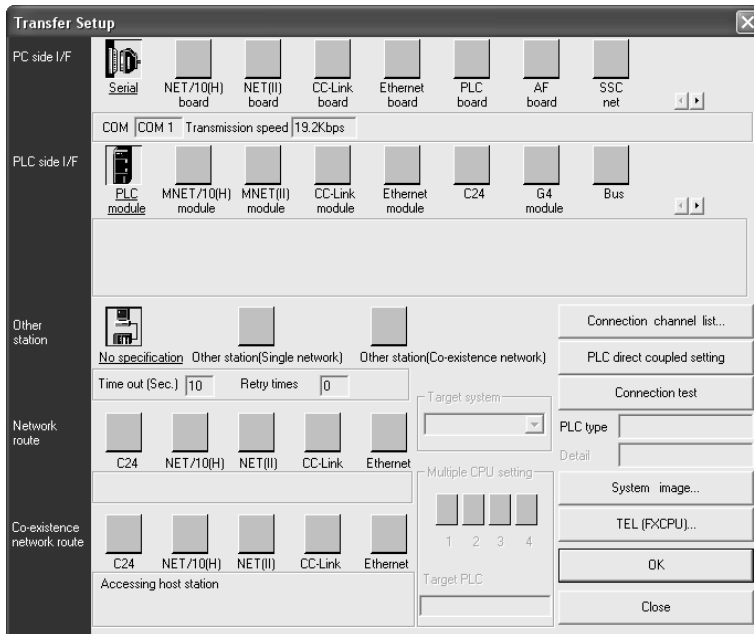 Transfer Setup
PC side I/F
Serial
NET/10(H)
board
NET(II)
board
CC-Link
board
Ethernet
board
PLC
board
AF
board
SSC
net
COM COM 1 Transmission speed 19.2Kbps
PLC side I/F
PLC
module
MNET/10(H)
module
MNET(II)
module
CC-Link
module
Ethernet
module
C24
G4
module
Bus
Other
station
No specification Other station(Single network) Other station(Co-existence network)
Time out (Sec.) 10 Retry times 0
Connection channel list...
PLC direct coupled setting
Connection test
Target system
PLC type
Detail
Network
route
C24 NET/10(H) NET(II) CC-Link Ethernet
Multiple CPU setting
1 2 3 4
Target PLC
System image...
TEL (FXCPU)...
OK
Close
Co-existence
network route
C24 NET/10(H) NET(II) CC-Link Ethernet
Accessing host station